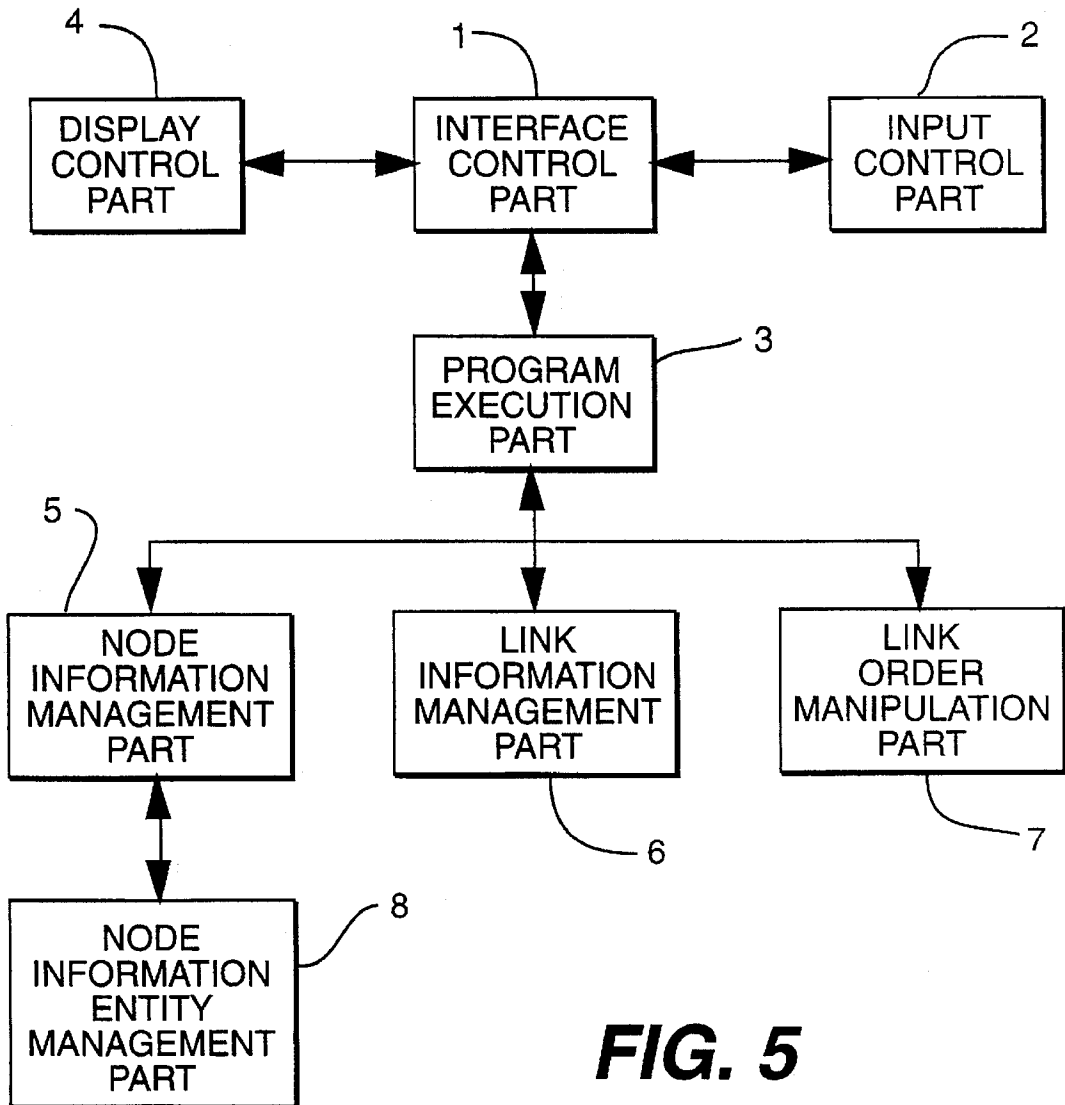 4
1
2
DISPLAY
CONTROL
PART
INTERFACE
CONTROL
PART
INPUT
CONTROL
PART
3
PROGRAM
EXECUTION
PART
5
NODE
INFORMATION
MANAGEMENT
PART
LINK
INFORMATION
MANAGEMENT
PART
LINK
ORDER
MANIPULATION
PART
6
7
8
NODE
INFORMATION
ENTITY
MANAGEMENT
PART
FIG. 5